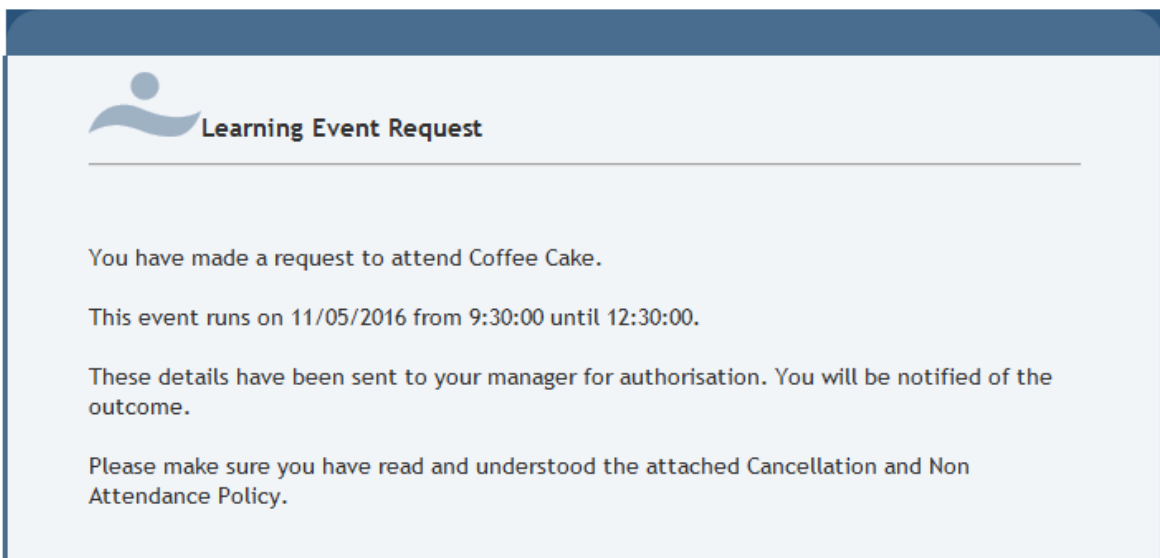 Learning Event Request
You have made a request to attend Coffee Cake.
This event runs on 11/05/2016 from 9:30:00 until 12:30:00.
These details have been sent to your manager for authorisation. You will be notified of the
outcome.
Please make sure you have read and understood the attached Cancellation and Non
Attendance Policy.